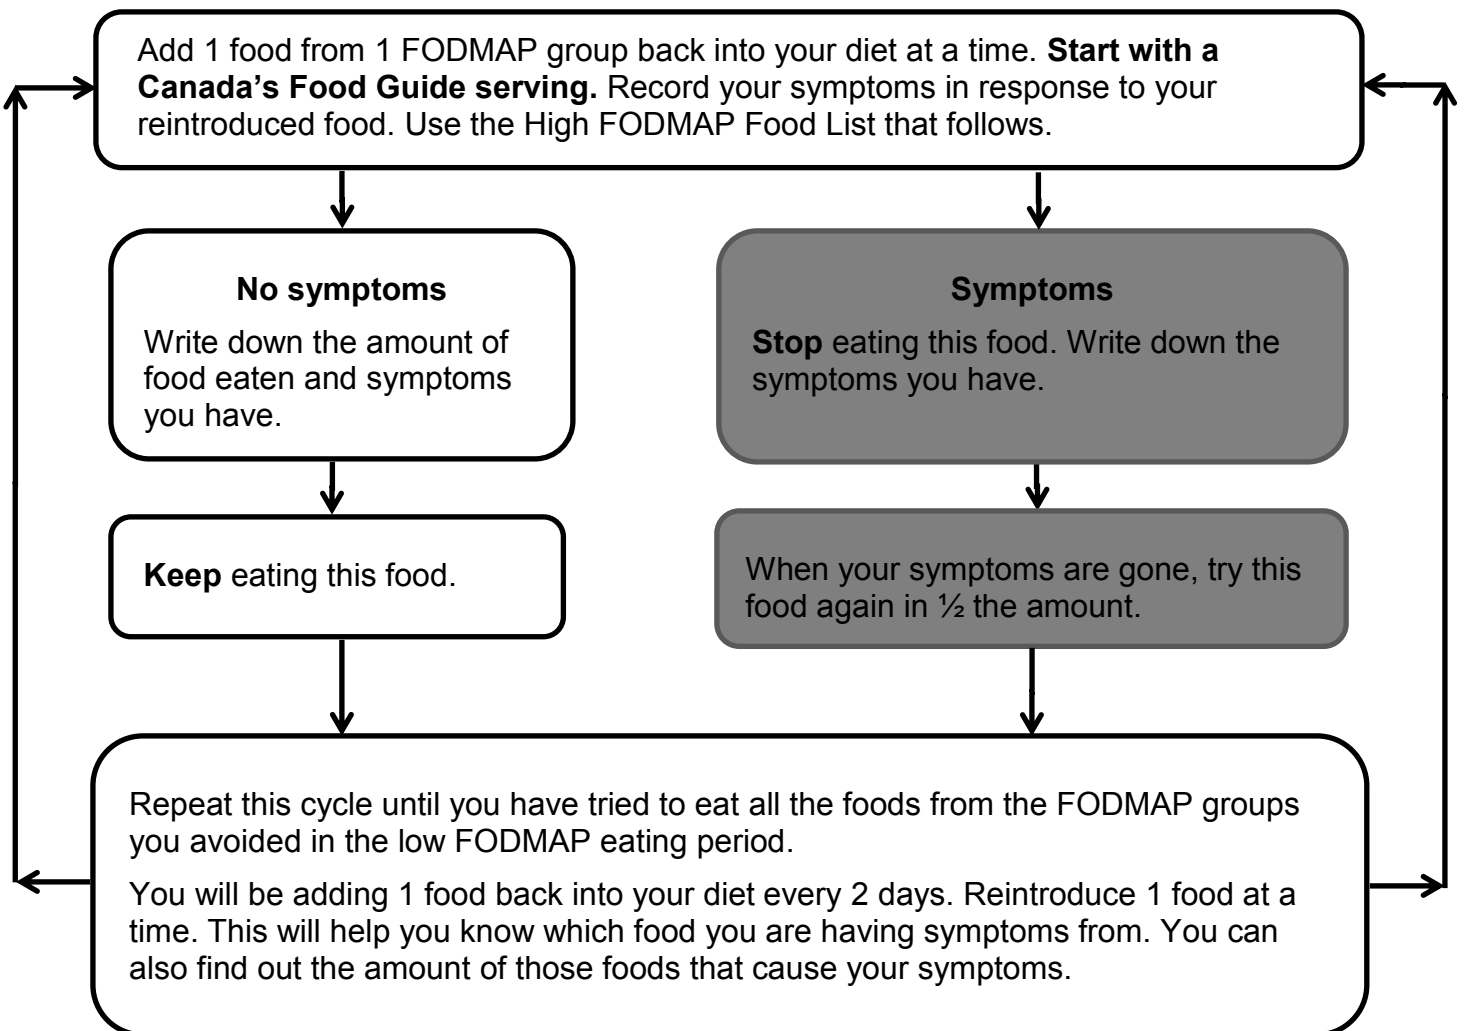 Add 1 food from 1 FODMAP group back into your diet at a time. Start with a
Canada’s Food Guide serving. Record your symptoms in response to your
reintroduced food. Use the High FODMAP Food List that follows.
No symptoms
Write down the amount of
food eaten and symptoms
you have.
Keep eating this food.
Symptoms
Stop eating this food. Write down the
symptoms you have.
When your symptoms are gone, try this
food again in ½ the amount.
Repeat this cycle until you have tried to eat all the foods from the FODMAP groups
you avoided in the low FODMAP eating period.
You will be adding 1 food back into your diet every 2 days. Reintroduce 1 food at a
time. This will help you know which food you are having symptoms from. You can
also find out the amount of those foods that cause your symptoms.